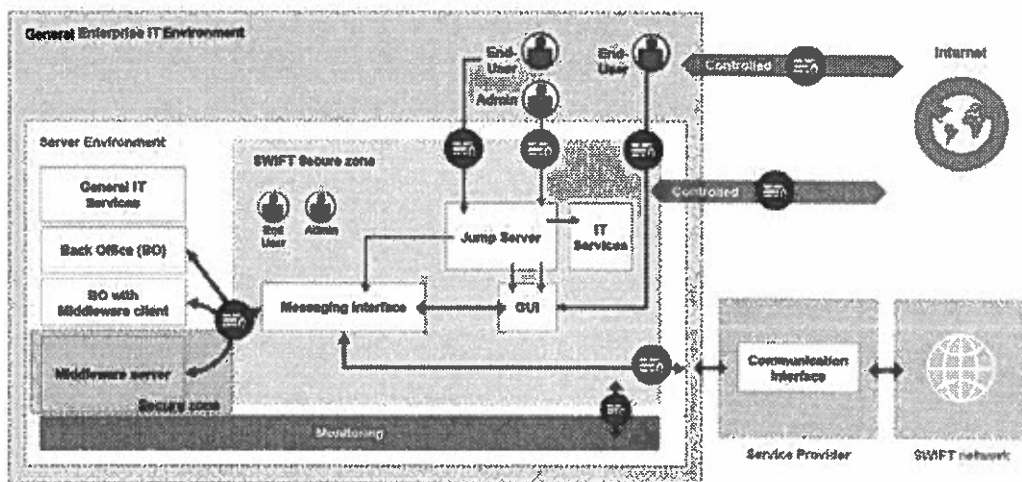 General Enterprise IT Environment
End-
User
End-
User
Controlled
Internet
Admin
Server Environment
SWIFT Secure zone
General IT
Services
Controlled
End
User
Admin
Jump Server
IT
Services
Back Office (BO)
BO with
Middleware client
Messaging Interface
GUI
Middleware server
Communication
Interface
Secure zone
Monitoring
Service Provider
SWIFT network